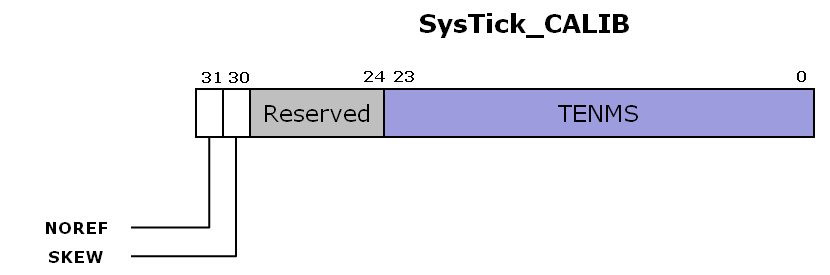 SysTick_CALIB
31 30 24 23 0
Reserved TENMS
NOREF
SKEW